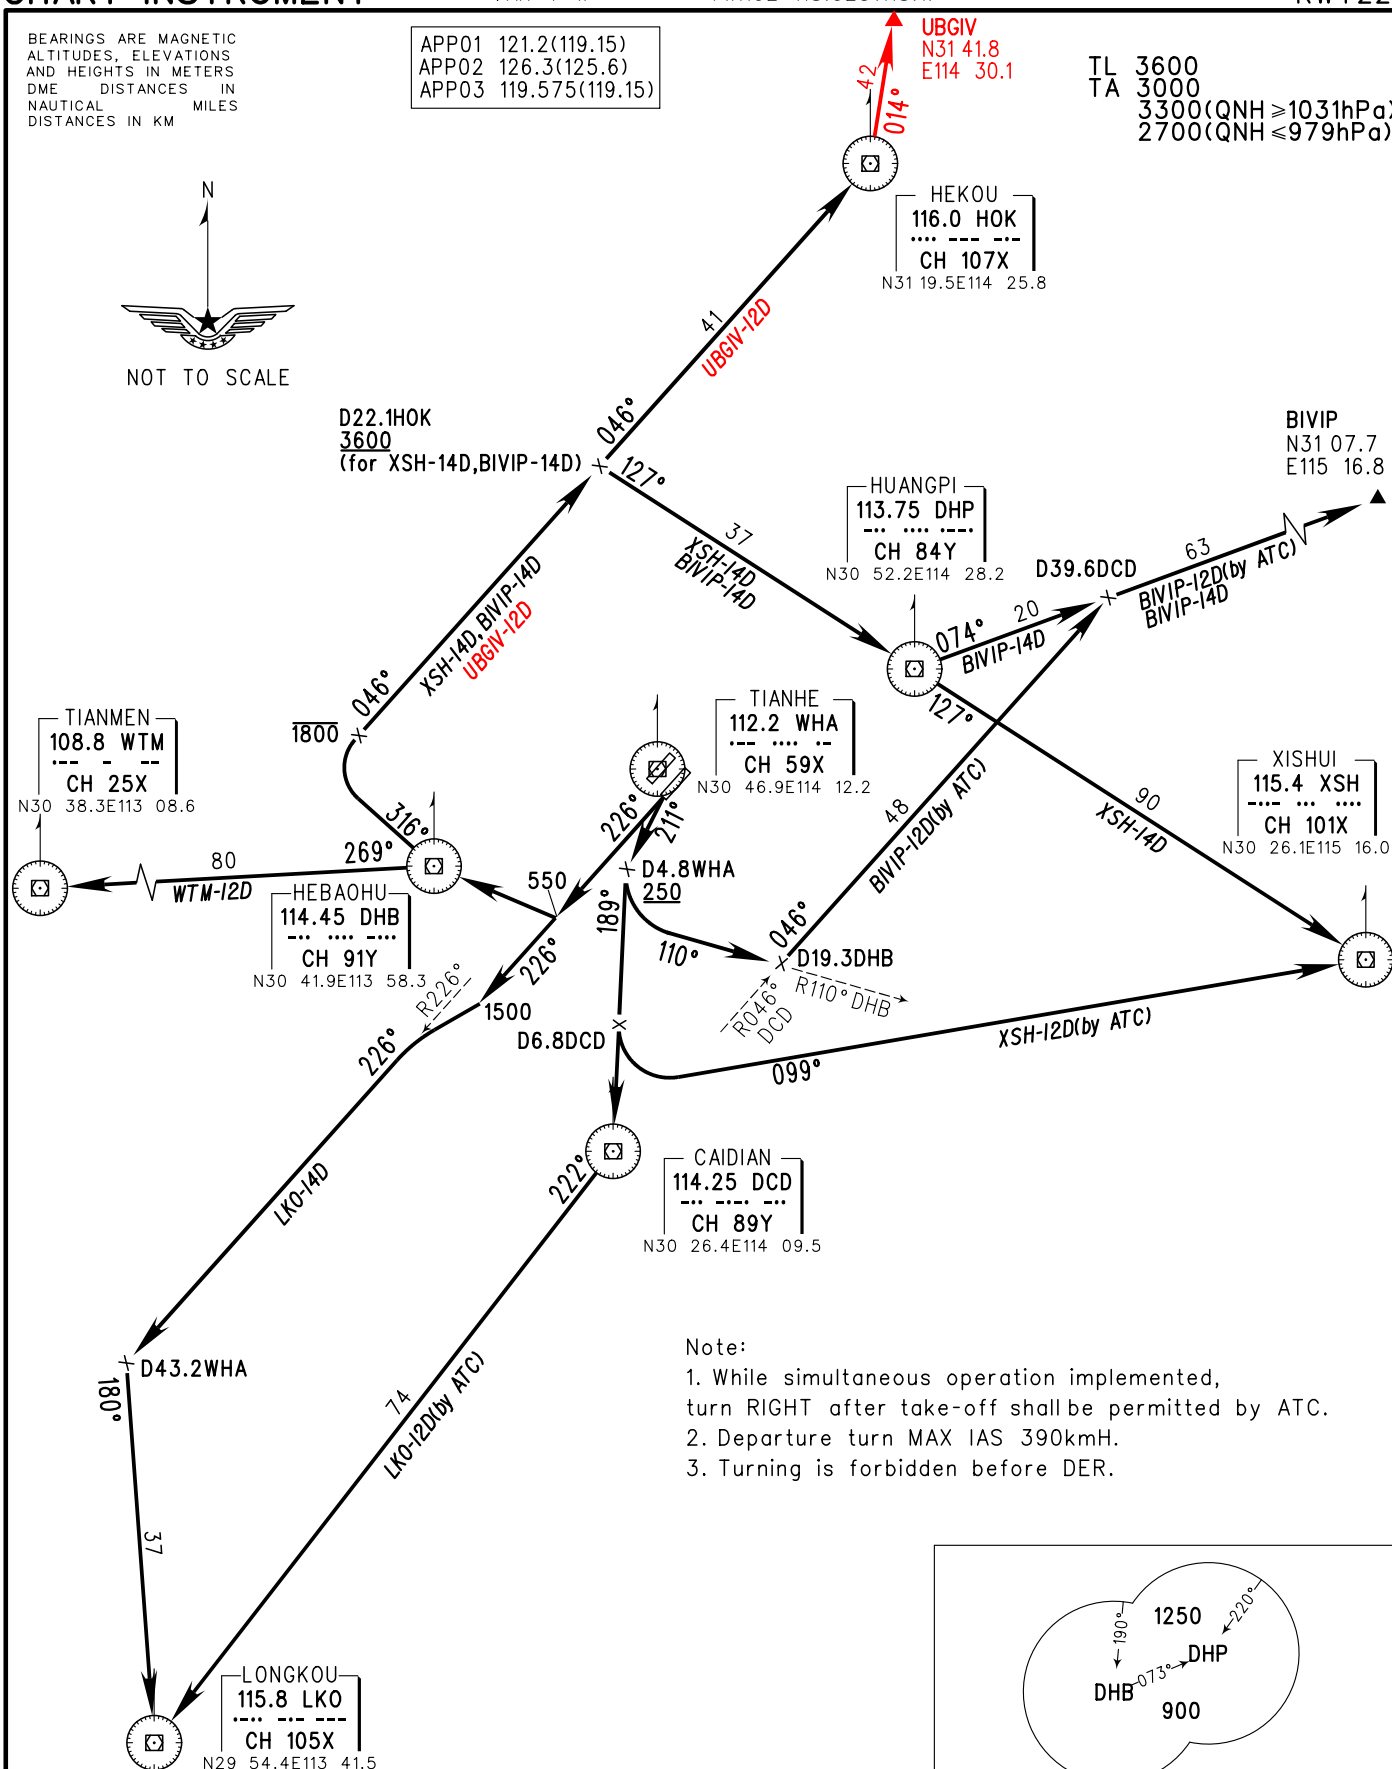 BEARINGS ARE MAGNETIC
ALTITUDES, ELEVATIONS
AND HEIGHTS IN METERS
DME DISTANCES IN
NAUTICAL MILES
DISTANCES IN KM
APP01 121.2(119.15)
APP02 126.3(125.6)
APP03 119.575(119.15)
UBGIV
N31 41.8
E114 30.1
TL 3600
TA 3000
3300(QNH ≥1031hPa)
2700(QNH ≤979hPa)
42
014°
N
NOT TO SCALE
HEKOU
116.0 HOK
CH 107X
N31 19.5E114 25.8
41
UBGIV-12D
046°
D22.1HOK
3600
(for XSH-14D,BIVIP-14D)
127°
37
XSH-14D
BIVIP-14D
BIVIP
N31 07.7
E115 16.8
HUANGPI
113.75 DHP
CH 84Y
N30 52.2E114 28.2
D39.6DCD
63
BIVIP-12D(by ATC)
BIVIP-14D
074°
20
BIVIP-14D
127°
XSH-14D, BIVIP-14D
UBGIV-12D
046°
1800
TIANMEN
108.8 WTM
CH 25X
N30 38.3E113 08.6
TIANHE
112.2 WHA
CH 59X
N30 46.9E114 12.2
XISHUI
115.4 XSH
CH 101X
N30 26.1E115 16.0
90
XSH-14D
48
BIVIP-12D(by ATC)
316°
226°
211°
80
WTM-12D
269°
D4.8WHA
250
550
HEBAOHU
114.45 DHB
CH 91Y
N30 41.9E113 58.3
189°
110°
046°
D19.3DHB
R110° DHB
R046°
DCD
226°
R226°
1500
226°
D6.8DCD
099°
XSH-12D(by ATC)
CAIDIAN
114.25 DCD
CH 89Y
N30 26.4E114 09.5
222°
LKO-14D
D43.2WHA
180°
74
LKO-12D(by ATC)
37
Note:
1. While simultaneous operation implemented,
turn RIGHT after take-off shall be permitted by ATC.
2. Departure turn MAX IAS 390kmH.
3. Turning is forbidden before DER.
LONGKOU
115.8 LKO
CH 105X
N29 54.4E113 41.5
190°
1250
220°
DHP
073°
DHB
900